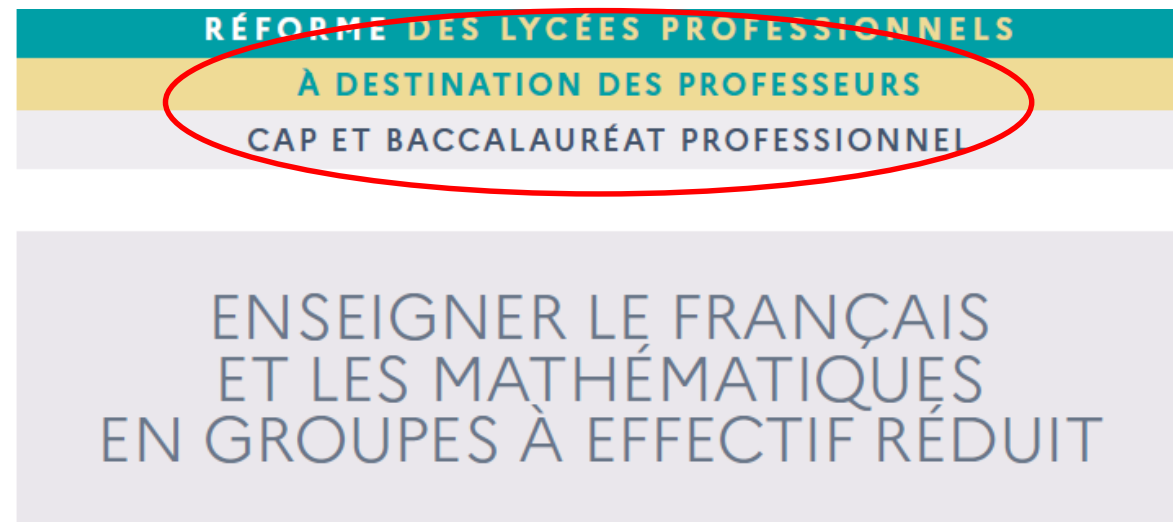 RÉFORME DES LYCÉES PROFESSIONNELS
À DESTINATION DES PROFESSEURS
CAP ET BACCALAURÉAT PROFESSIONNEL
ENSEIGNER LE FRANÇAIS
ET LES MATHÉMATIQUES
EN GROUPES À EFFECTIF RÉDUIT